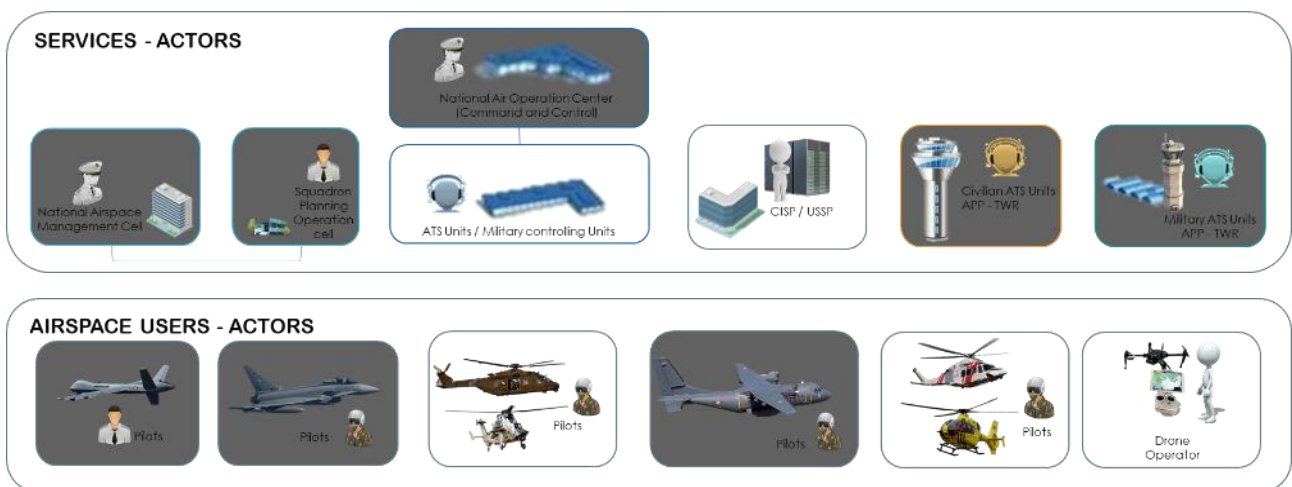 SERVICES - ACTORS
National Air Operation Center
(Command and Control)
National Airspace
Management Cell
Squadron
Planning
Operation
cell
ATS Units / Military controlling Units
CISP / USSP
Civilian ATS Units
APP - TWR
Military ATS Units
APP - TWR
AIRSPACE USERS - ACTORS
Pilots
Pilots
Pilots
Pilots
Pilots
Drone
Operator